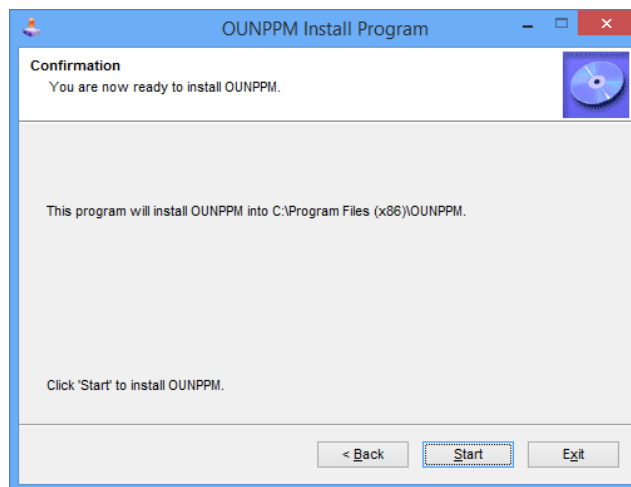 OUNPPM Install Program
Confirmation
You are now ready to install OUNPPM.
This program will install OUNPPM into C:\Program Files (x86)\OUNPPM.
Click 'Start' to install OUNPPM.
< Back Start Exit